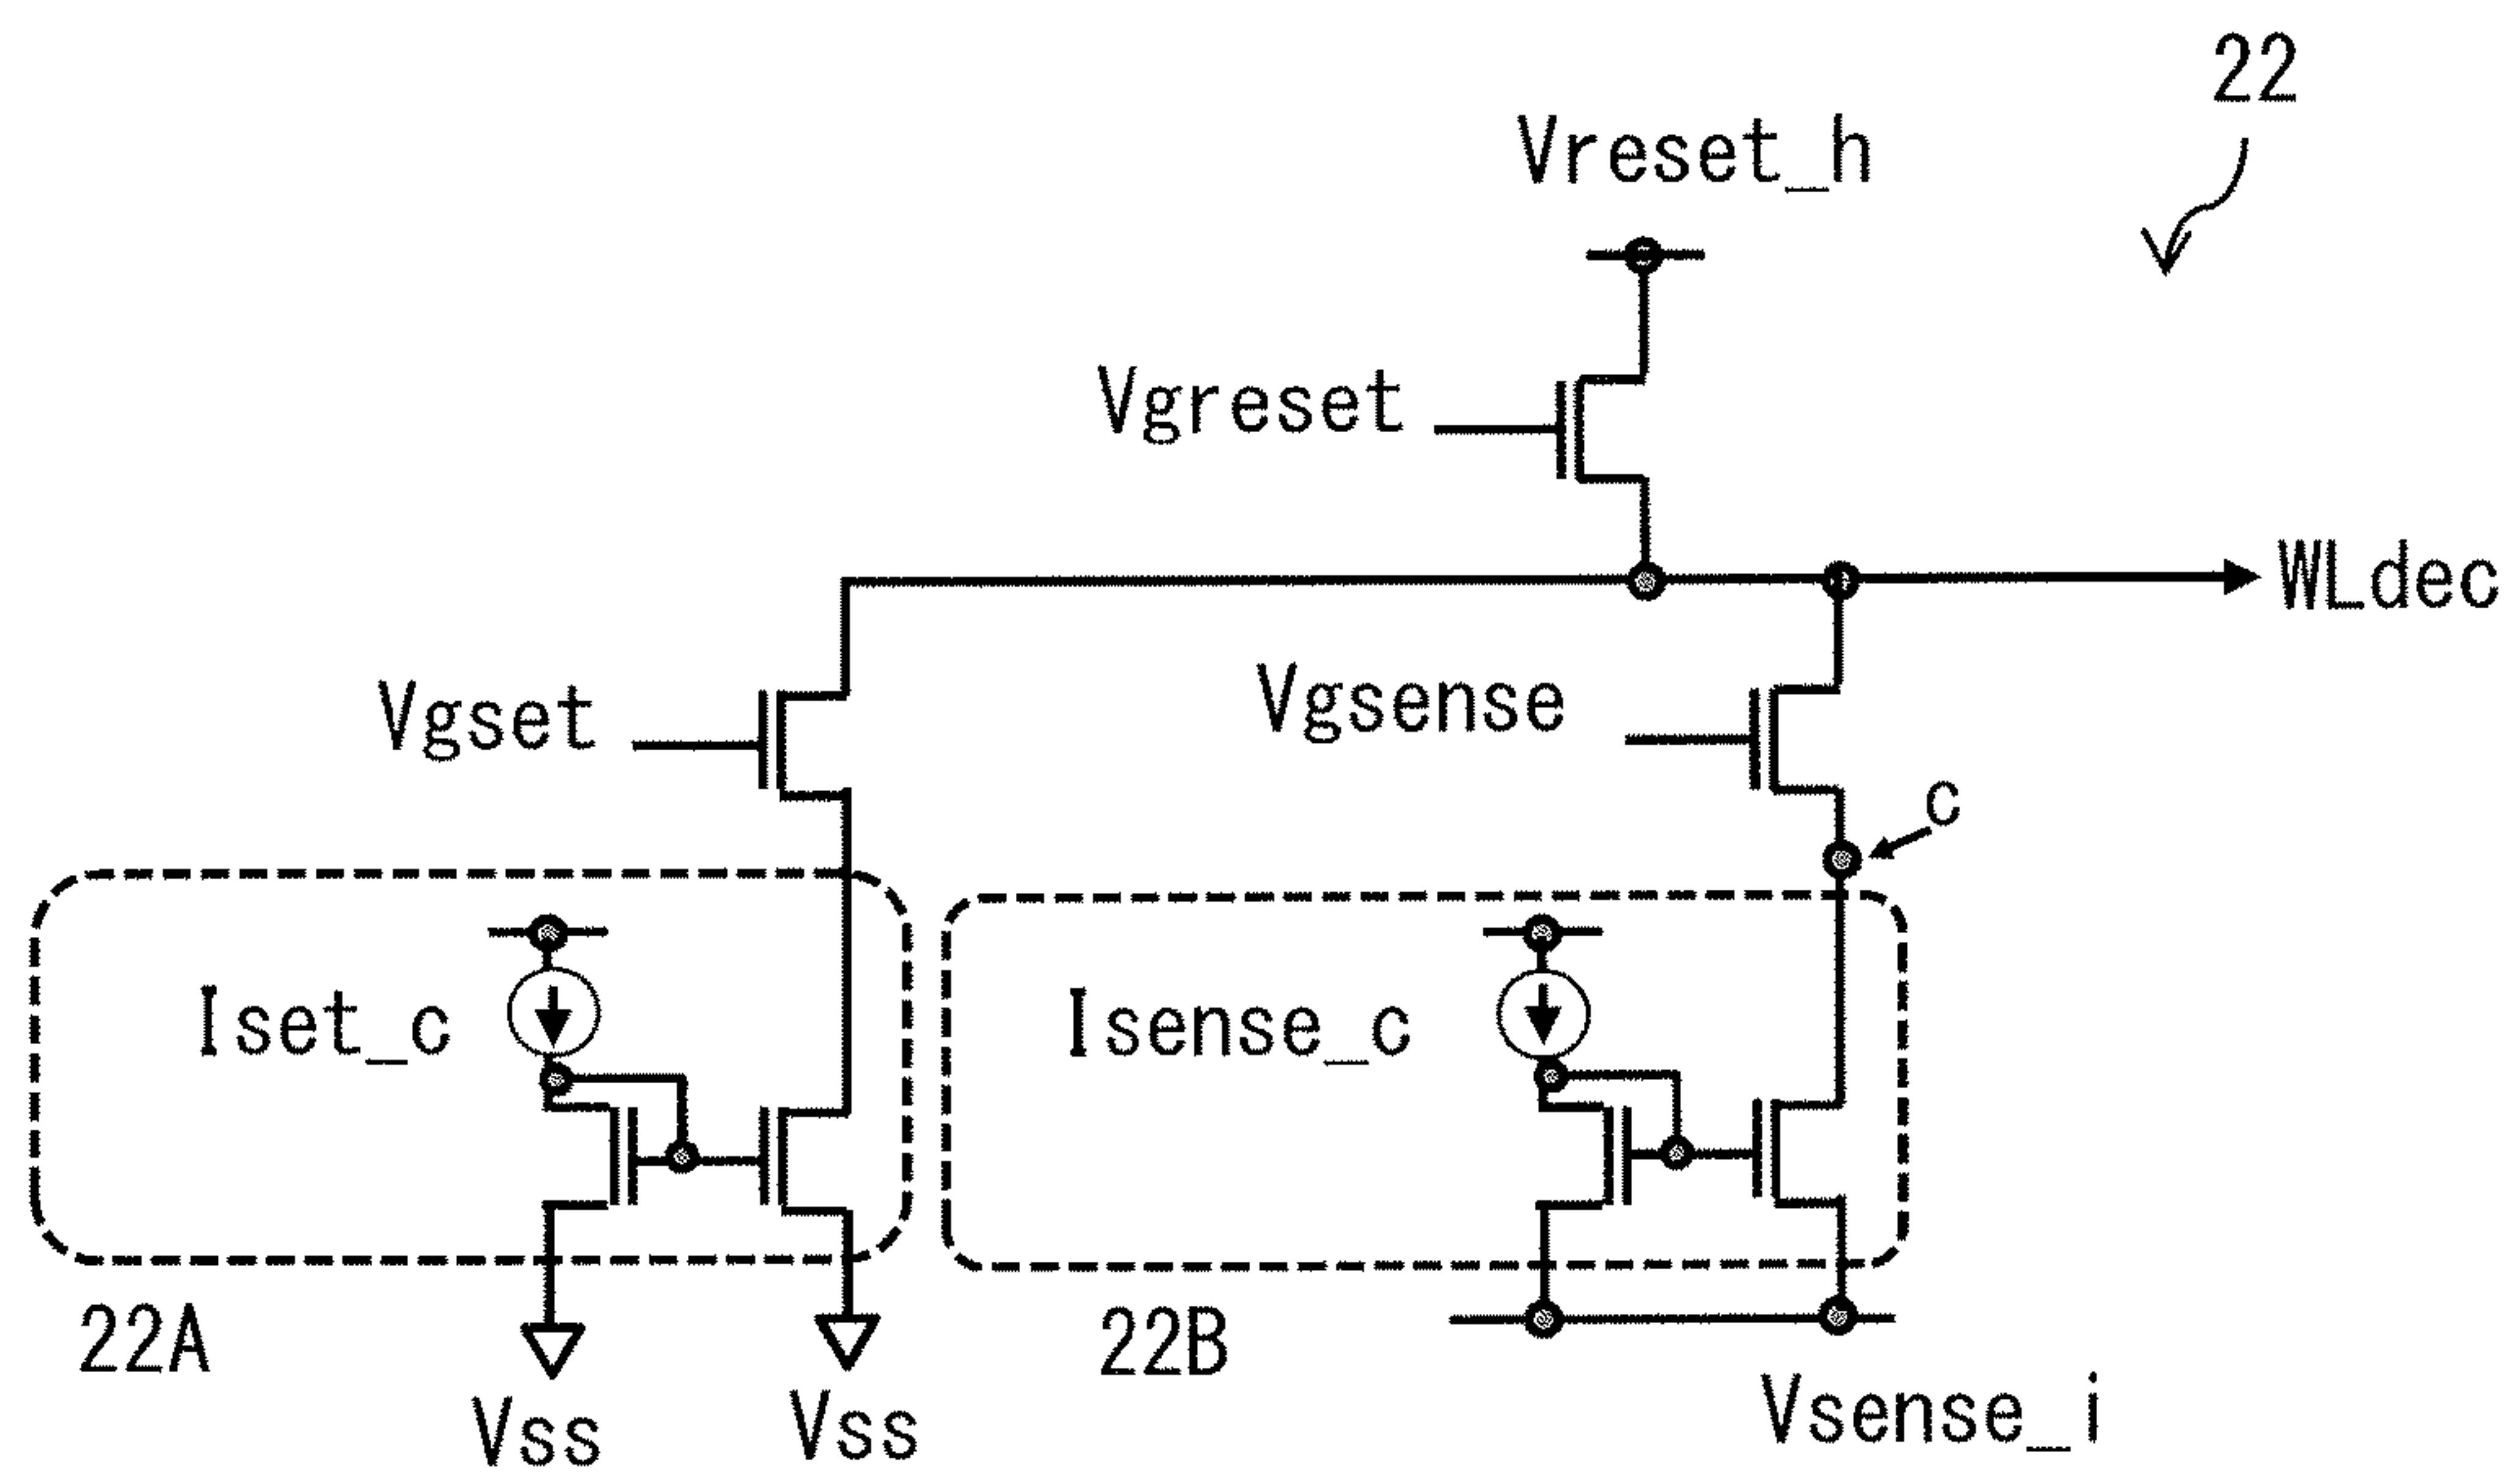 22
Vreset_h
Vgreset
WLdec
Vgset
Vgsense
c
Iset_c
Isense_c
22A
22B
Vss
Vss
Vsense_i